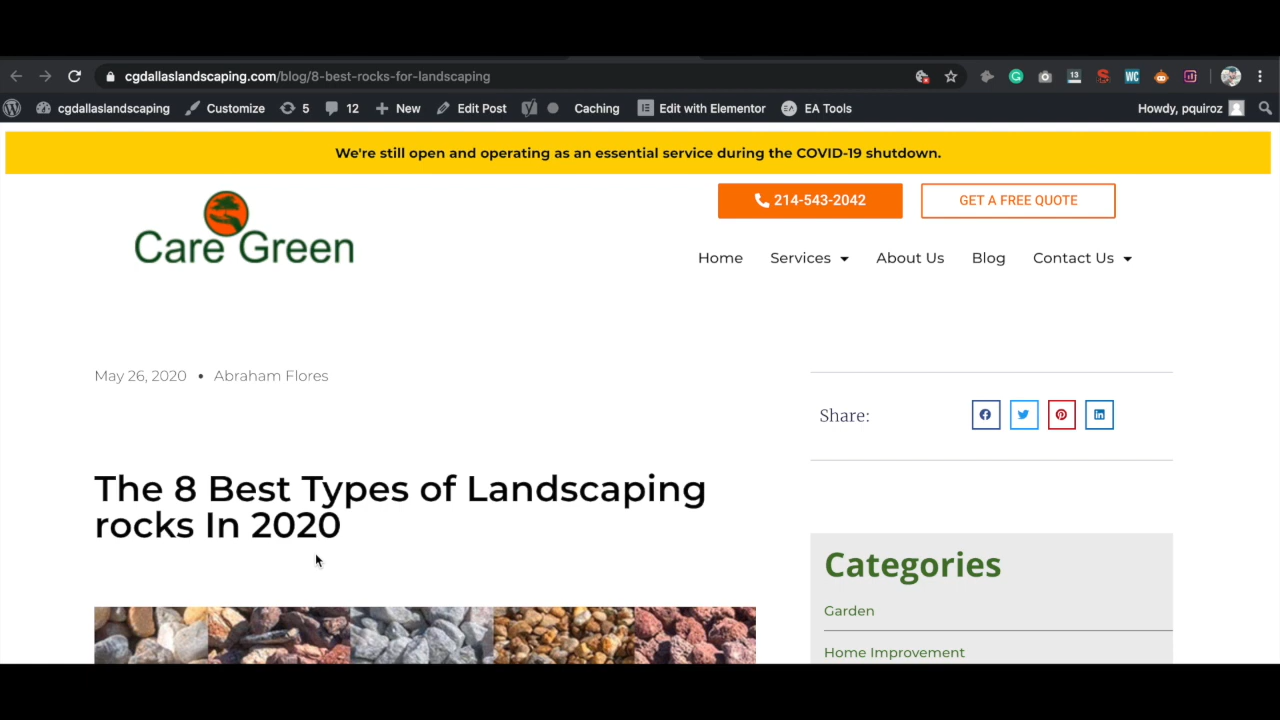 cgdallaslandscaping.com/blog/8-best-rocks-for-landscaping
13
WC
cgdallaslandscaping Customize 5 12 New Edit Post Caching Edit with Elementor EA EA Tools Howdy, pquiroz
We're still open and operating as an essential service during the COVID-19 shutdown.
214-543-2042 GET A FREE QUOTE
Care Green
Home Services About Us Blog Contact Us
May 26, 2020 • Abraham Flores
Share:
The 8 Best Types of Landscaping
rocks In 2020
Categories
Garden
Home Improvement